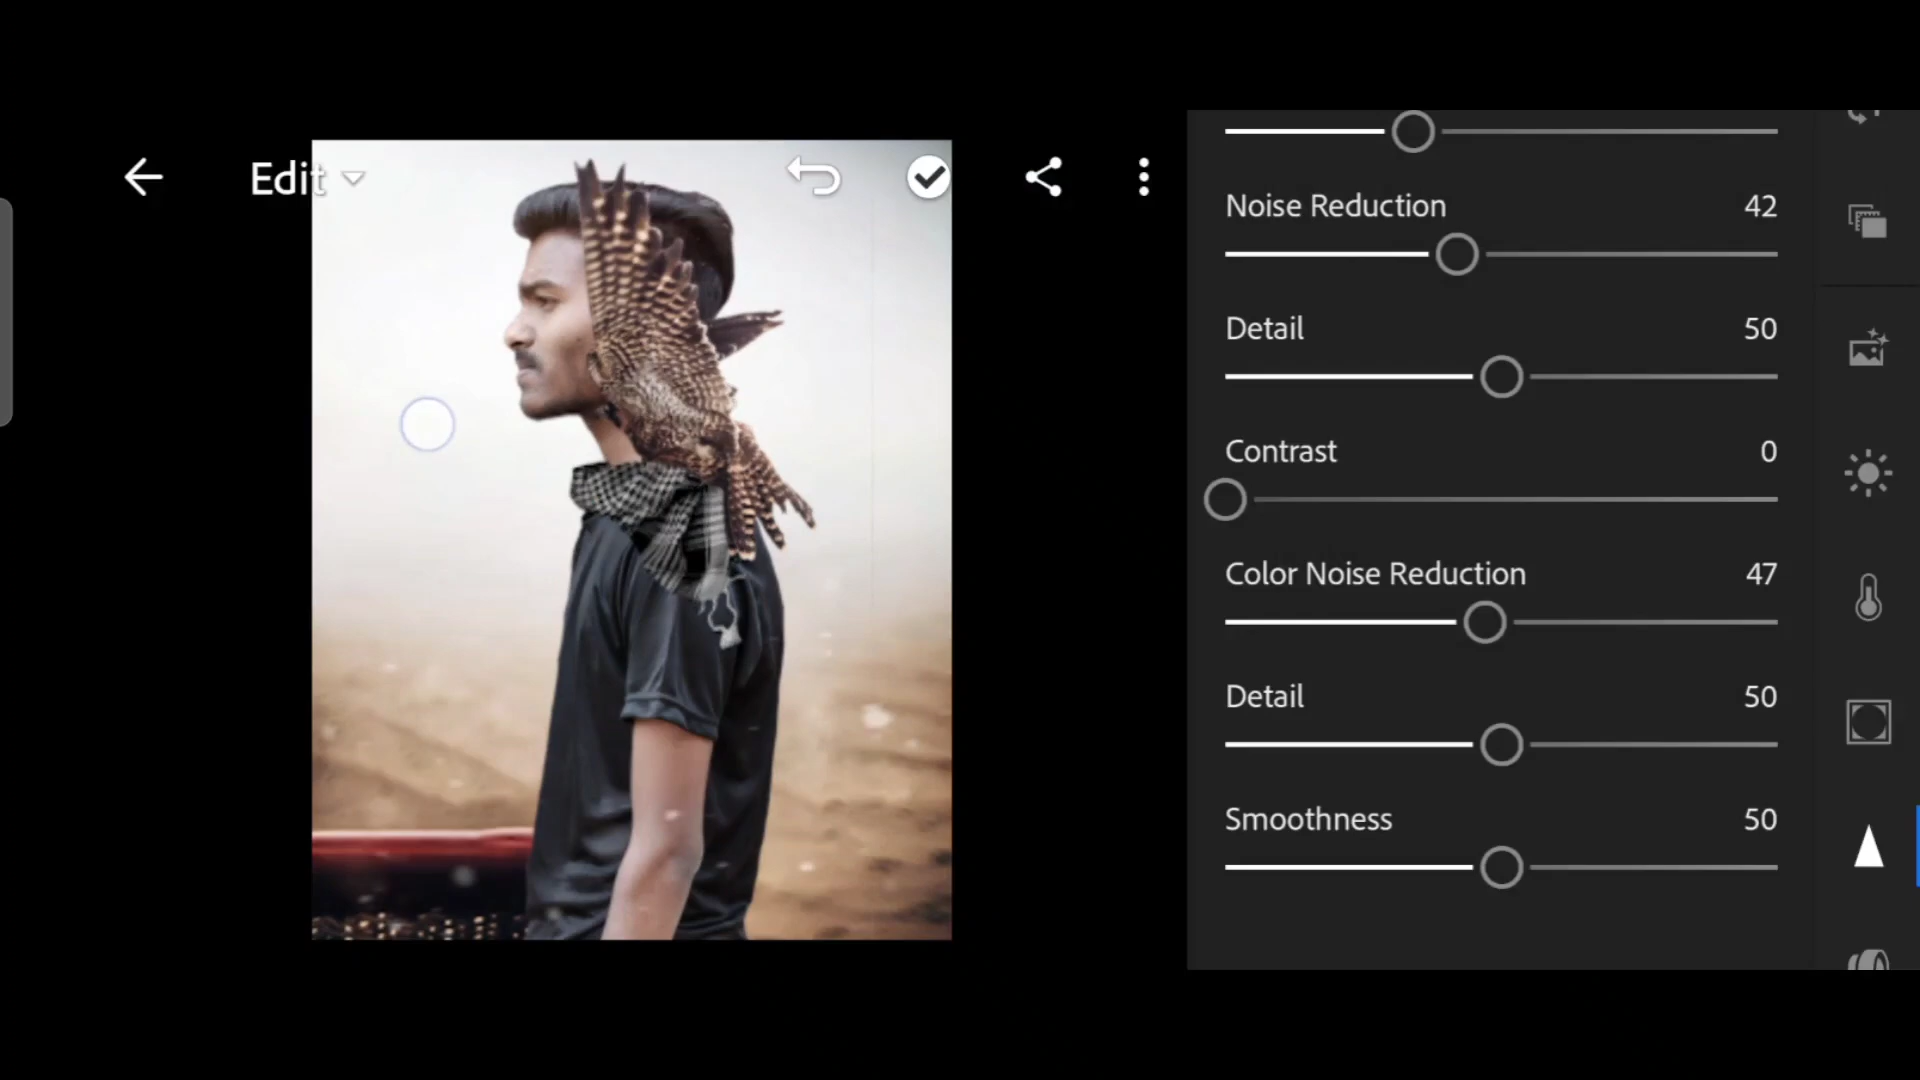 Edit
Noise Reduction 42
Detail 50
Contrast 0
Color Noise Reduction 47
Detail 50
Smoothness 50